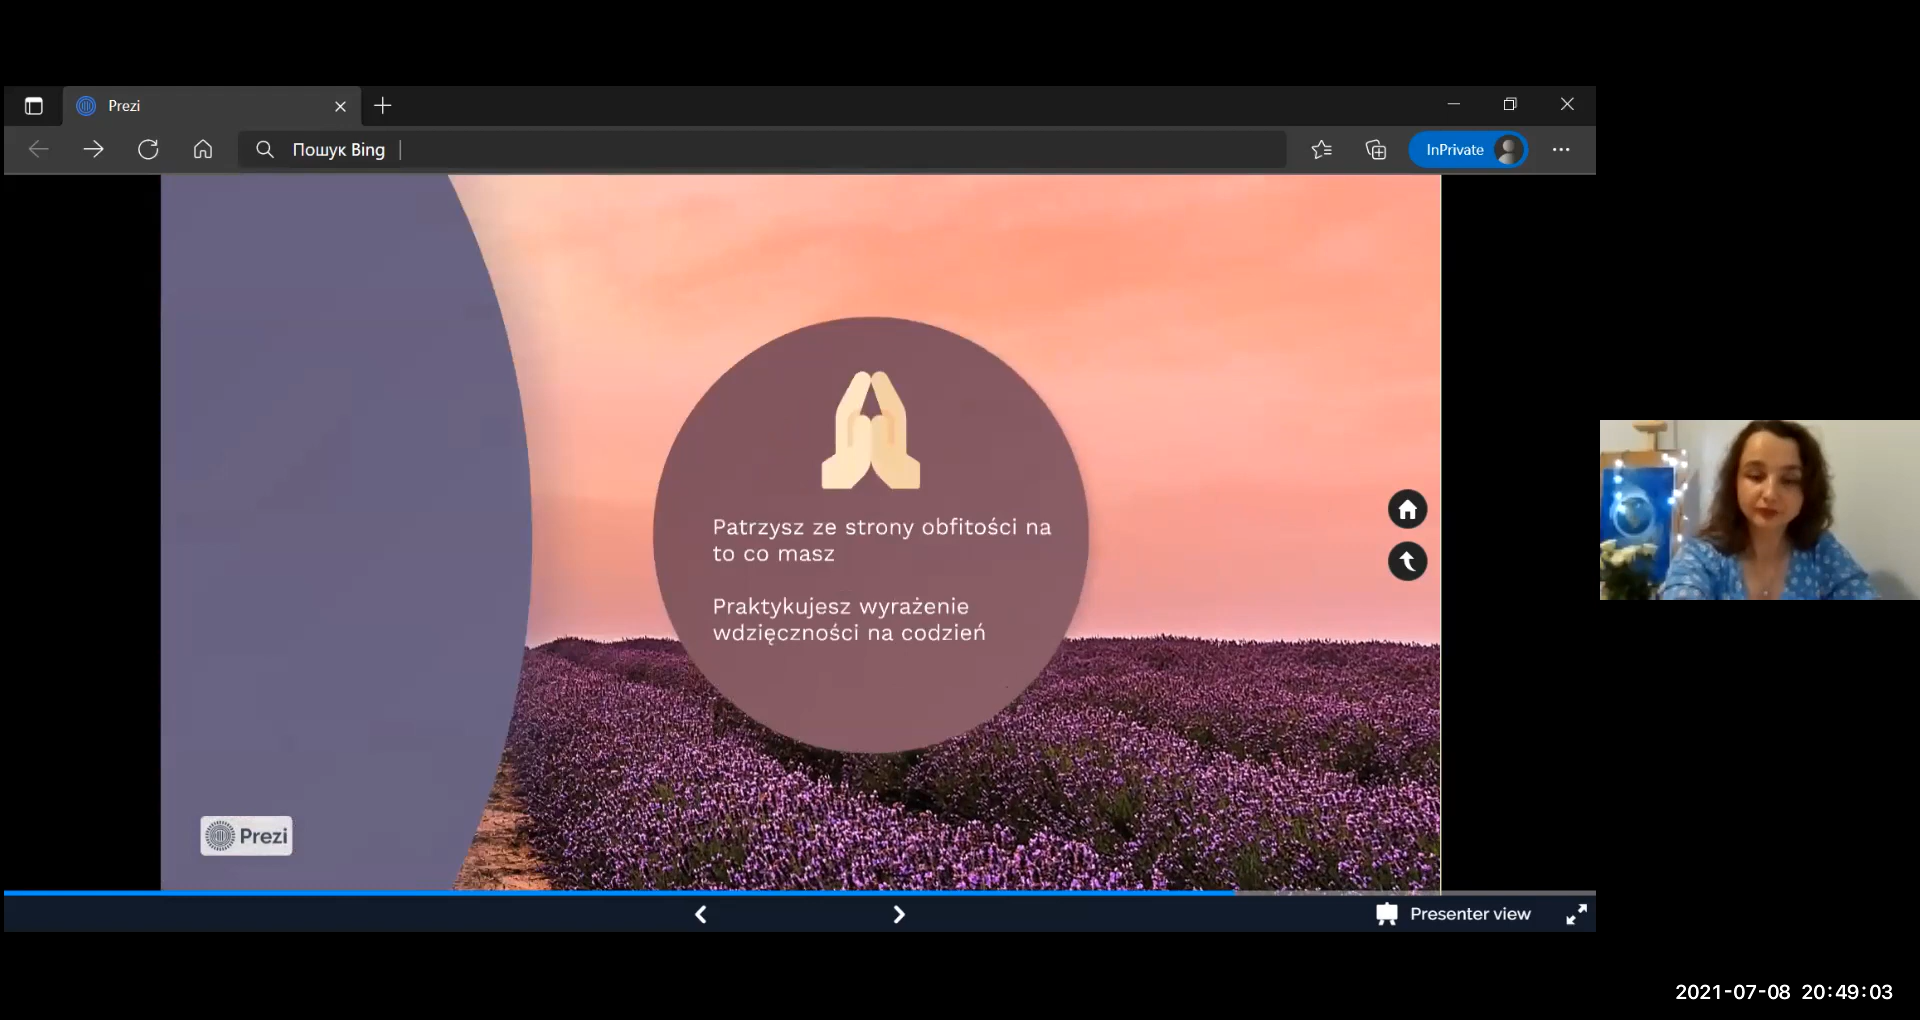 Prezi
Пошук Bing
InPrivate
Patrzysz ze strony obfitości na
to co masz
Praktykujesz wyrażenie
wdzięczności na codzień
Prezi
Presenter view
2021-07-08 20:49:03